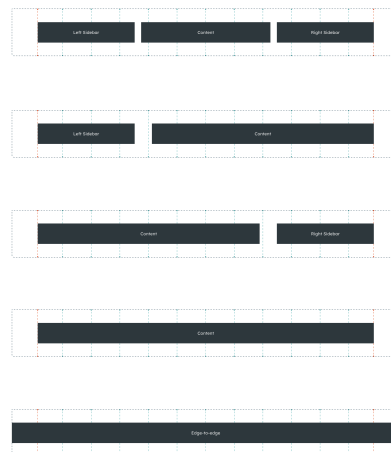 Left Sidebar Content Right Sidebar
Left Sidebar Content
Content Right Sidebar
Content
Edge-to-edge